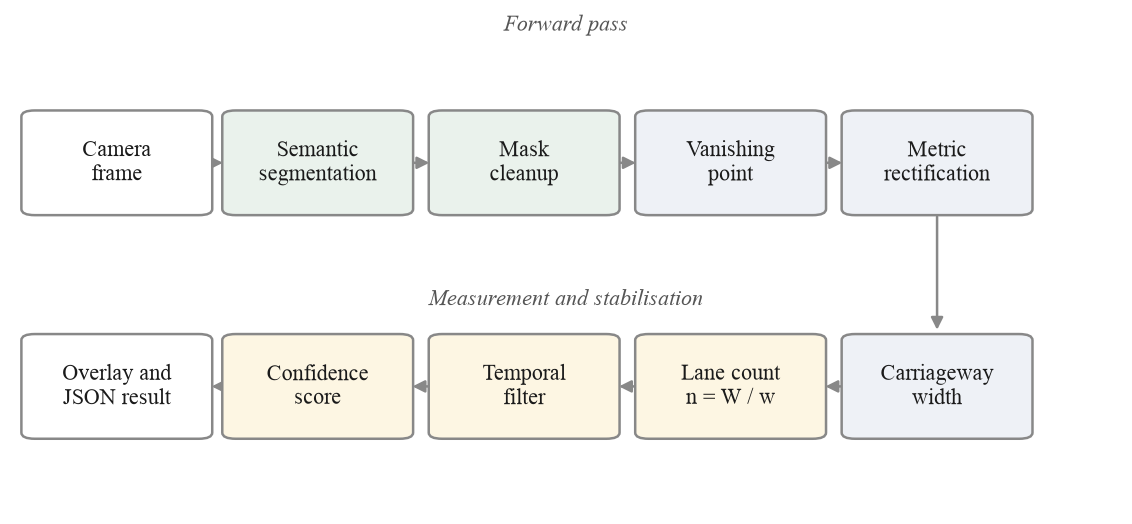 Forward pass
Camera
frame
Semantic
segmentation
Mask
cleanup
Vanishing
point
Metric
rectification
Measurement and stabilisation
Overlay and
JSON result
Confidence
score
Temporal
filter
Lane count
n = W / w
Carriageway
width